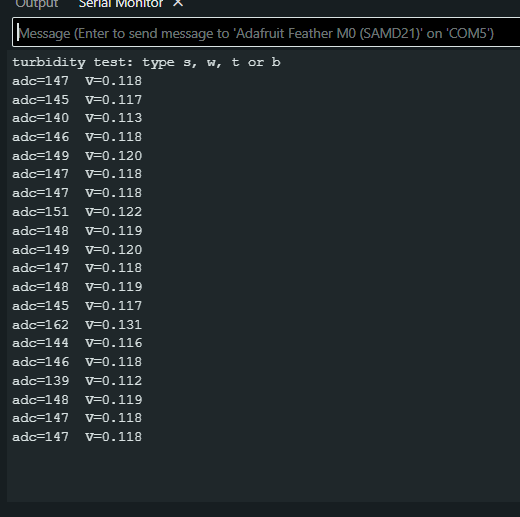 Output Serial Monitor X
Message (Enter to send message to 'Adafruit Feather M0 (SAMD21)' on 'COM5')
turbidity test: type s, w, t or b
adc=147 V=0.118
adc=145 V=0.117
adc=140 V=0.113
adc=146 V=0.118
adc=149 V=0.120
adc=147 V=0.118
adc=147 V=0.118
adc=151 V=0.122
adc=148 V=0.119
adc=149 V=0.120
adc=147 V=0.118
adc=148 V=0.119
adc=145 V=0.117
adc=162 V=0.131
adc=144 V=0.116
adc=146 V=0.118
adc=139 V=0.112
adc=148 V=0.119
adc=147 V=0.118
adc=147 V=0.118